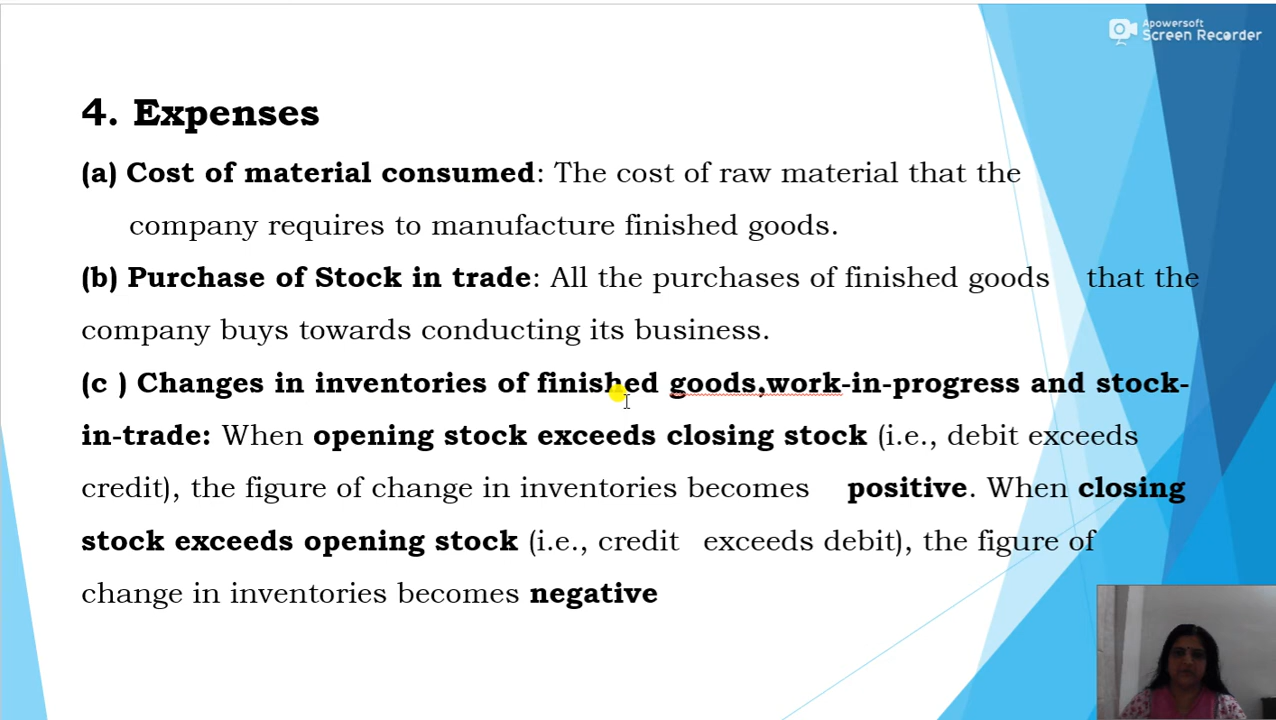 Apowersoft
Screen Recorder
4. Expenses
(a) Cost of material consumed: The cost of raw material that the
company requires to manufacture finished goods.
(b) Purchase of Stock in trade: All the purchases of finished goods that the
company buys towards conducting its business.
(c ) Changes in inventories of finished goods,work-in-progress and stock-
in-trade: When opening stock exceeds closing stock (i.e., debit exceeds
credit), the figure of change in inventories becomes positive. When closing
stock exceeds opening stock (i.e., credit exceeds debit), the figure of
change in inventories becomes negative